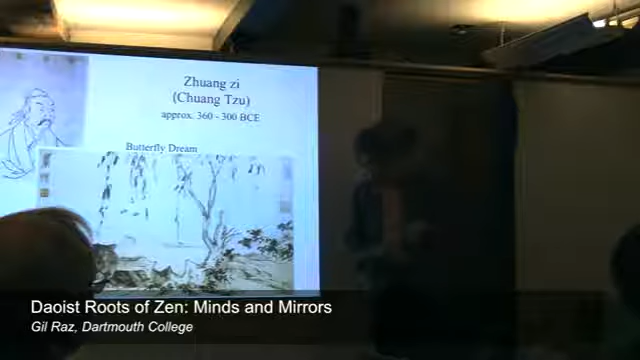 Zhuang zi
(Chuang Tzu)
approx. 360 - 300 BCE
Butterfly Dream
Daoist Roots of Zen: Minds and Mirrors
Gil Raz, Dartmouth College